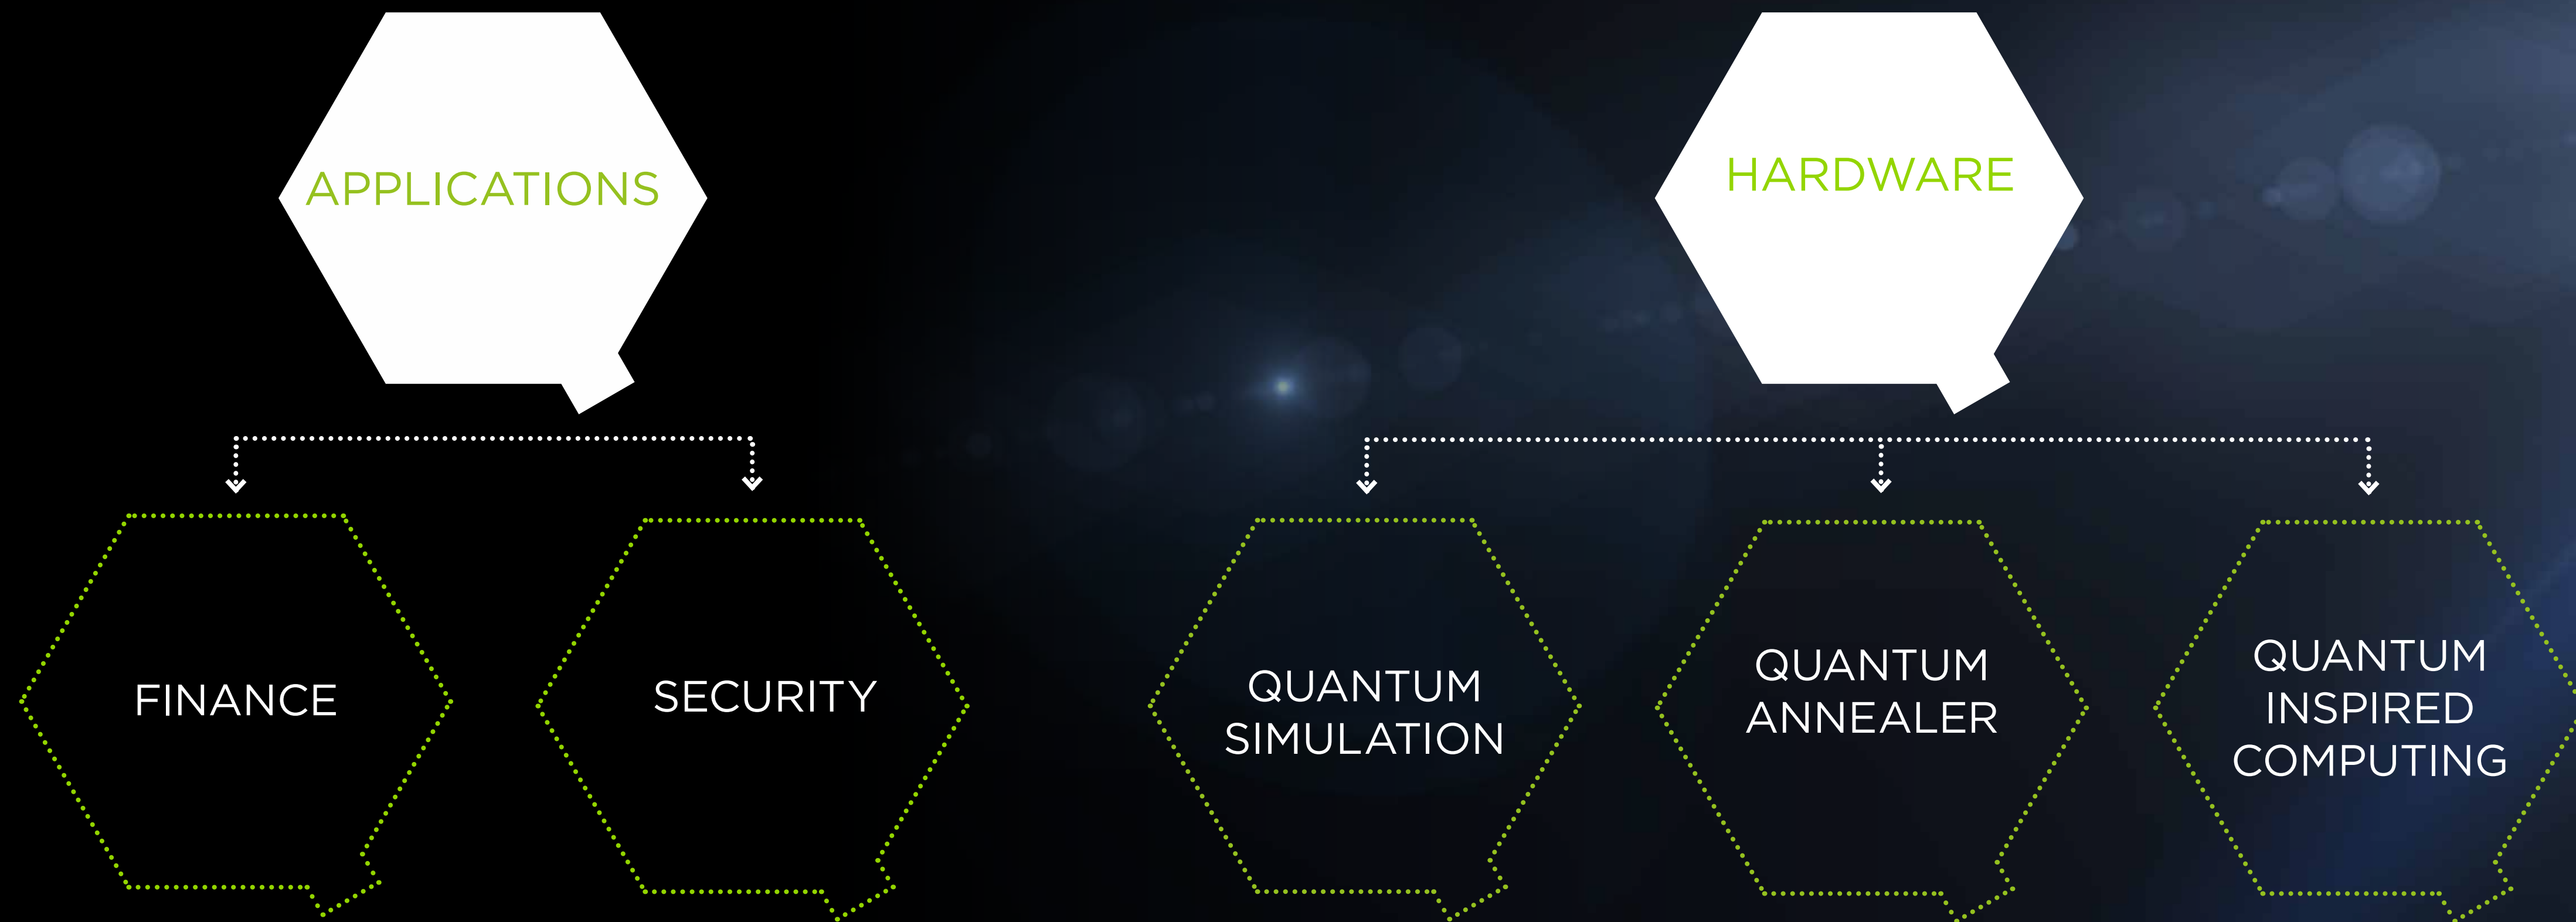 APPLICATIONS
HARDWARE
FINANCE
SECURITY
QUANTUM
SIMULATION
QUANTUM
ANNEALER
QUANTUM
INSPIRED
COMPUTING